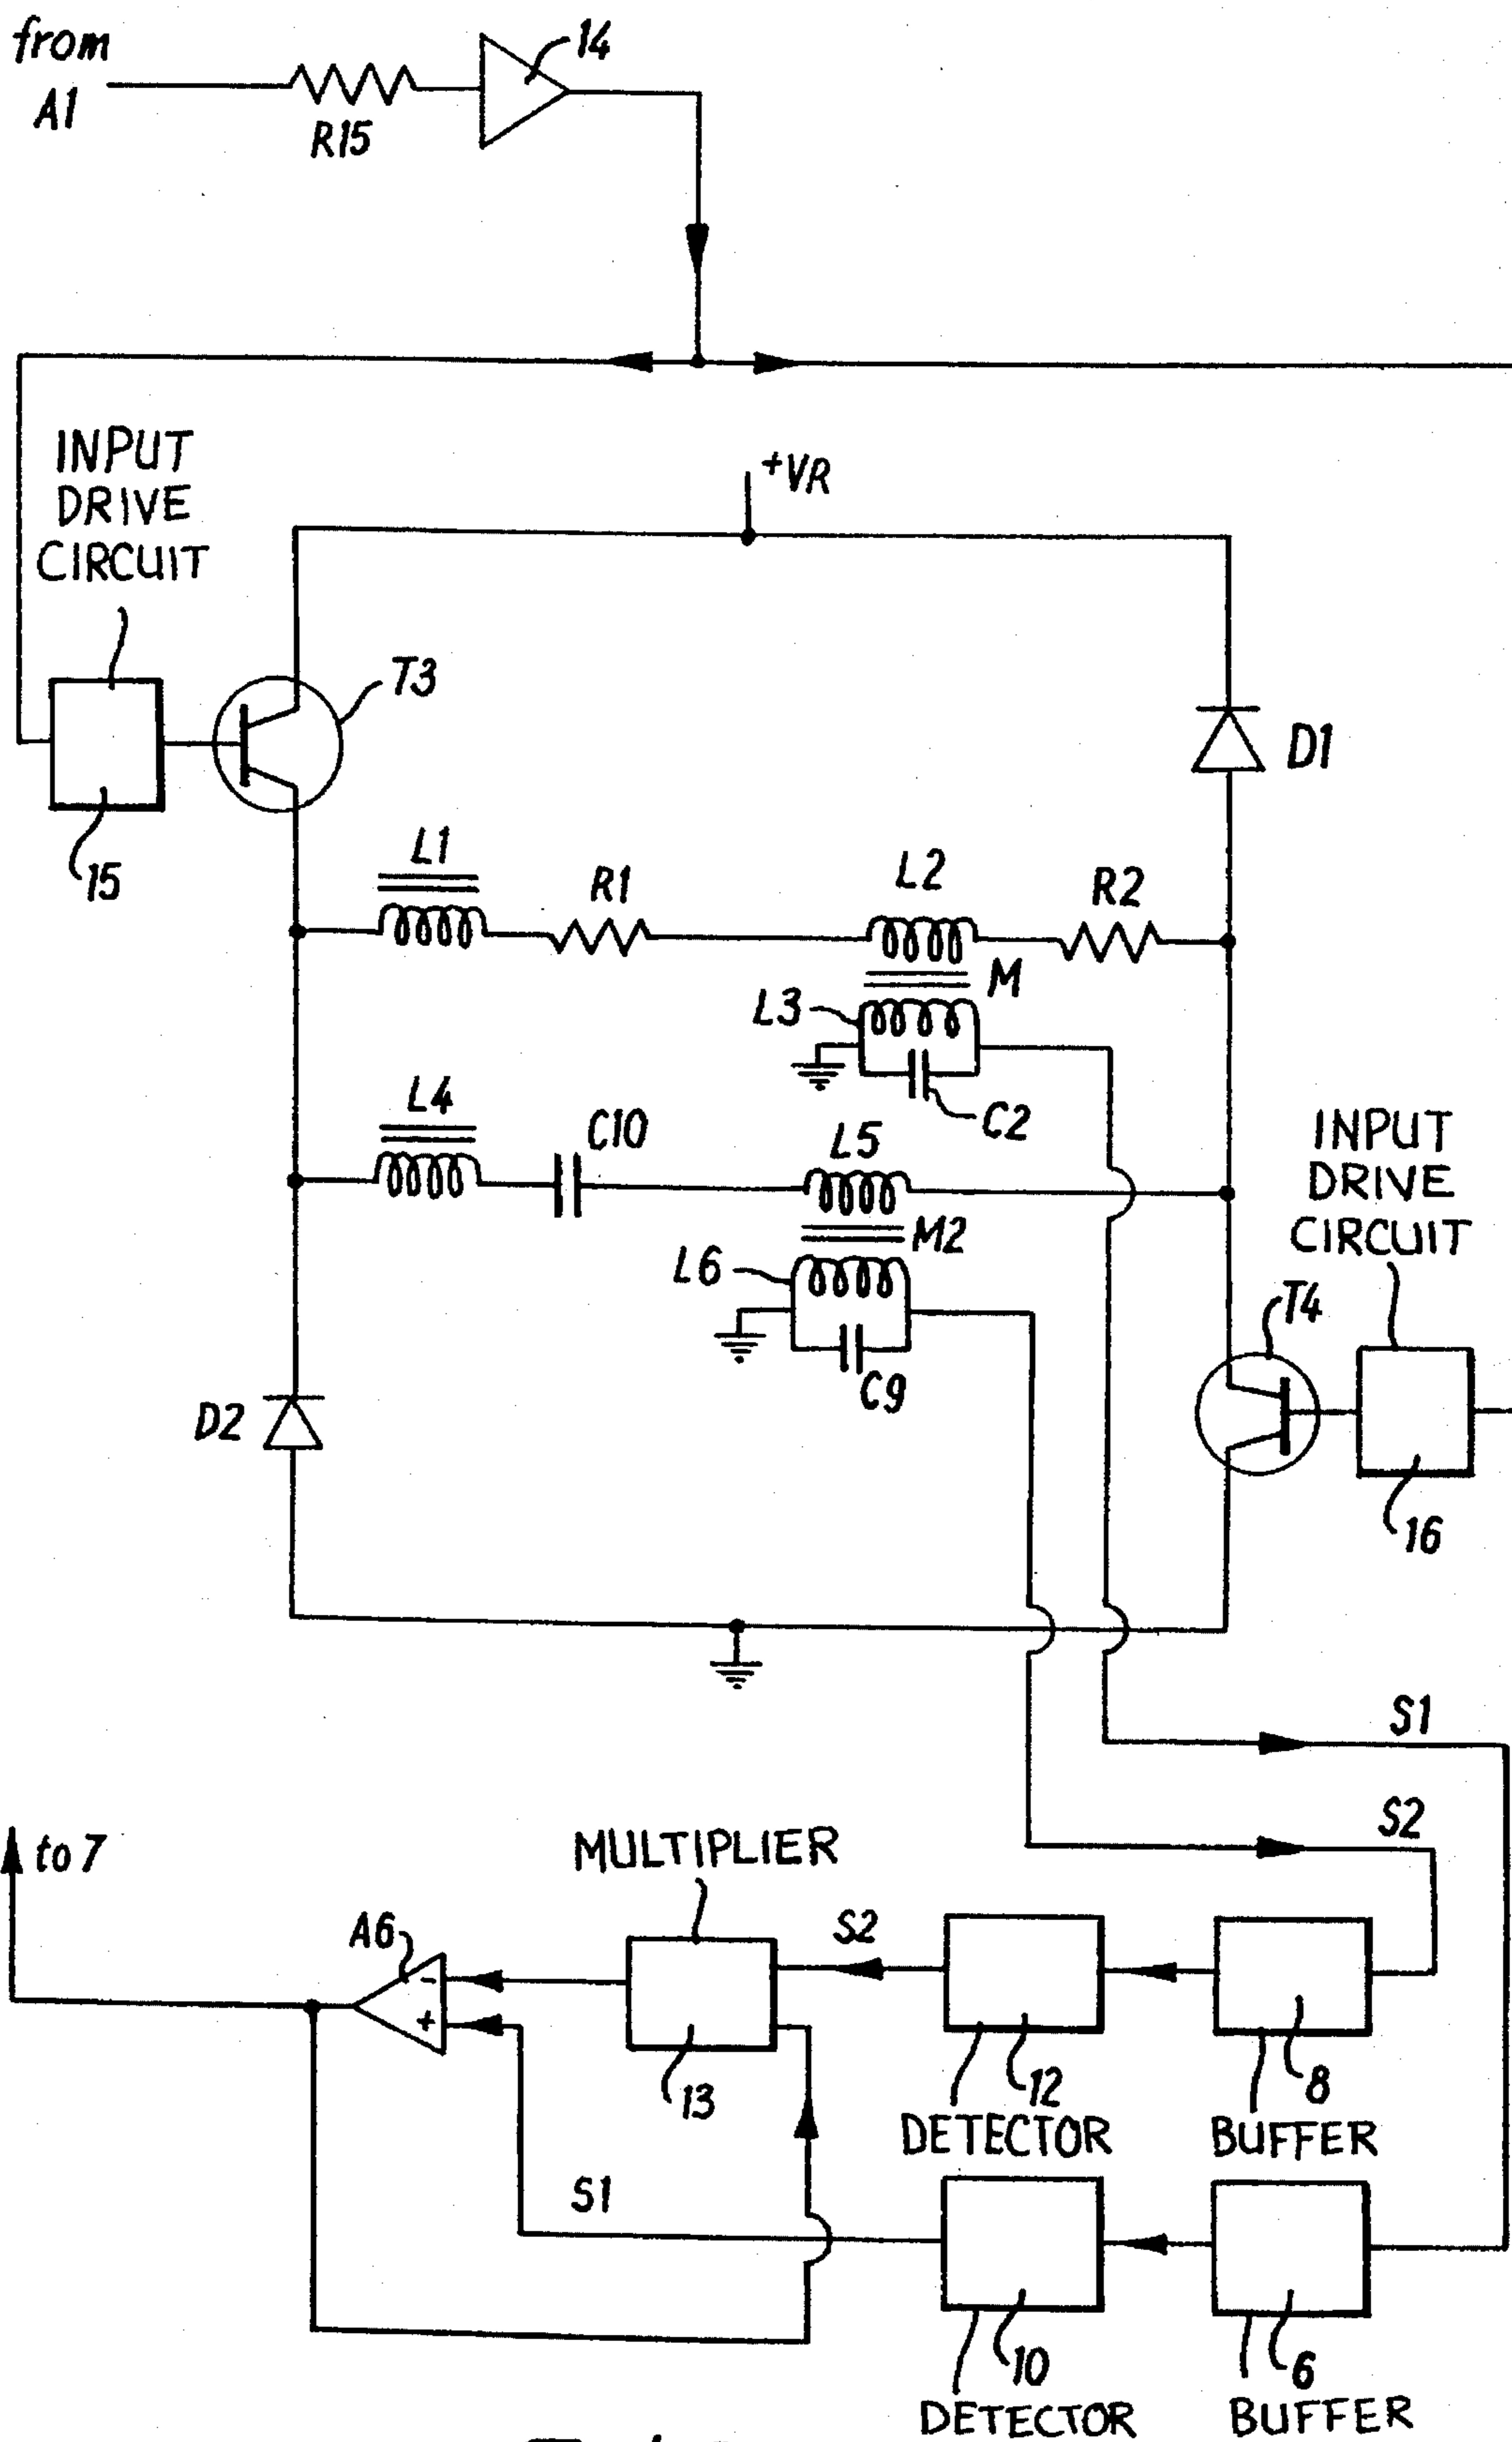 from
A1
R15
14
INPUT
DRIVE
CIRCUIT
+VR
T3
D1
15
L1
R1
L2
R2
M
L3
C2
L4
C10
L5
M2
L6
C9
INPUT
DRIVE
CIRCUIT
T4
D2
16
S1
S2
to 7
MULTIPLIER
A6
-
+
S2
13
12
8
DETECTOR
BUFFER
S1
10
6
DETECTOR
BUFFER